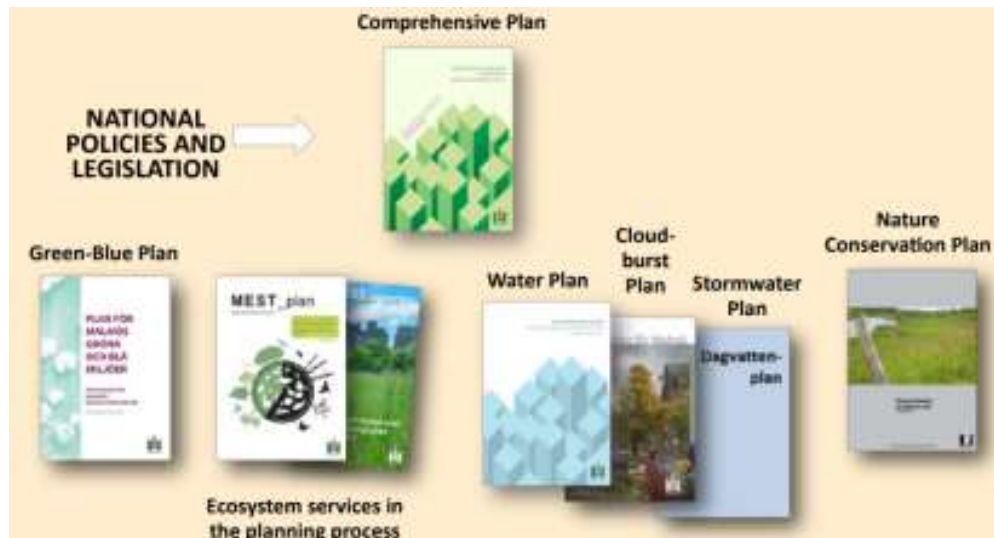 Comprehensive Plan
NATIONAL
POLICIES AND
LEGISLATION
Green-Blue Plan
PLAN FÖR
MALMÖS
GRÖNA
OCH BLÅ
MILJÖER
MEST_plan
Ecosystem services in
the planning process
Water Plan
Cloud-
burst
Plan
Stormwater
Plan
Dagvatten-
plan
Nature
Conservation Plan